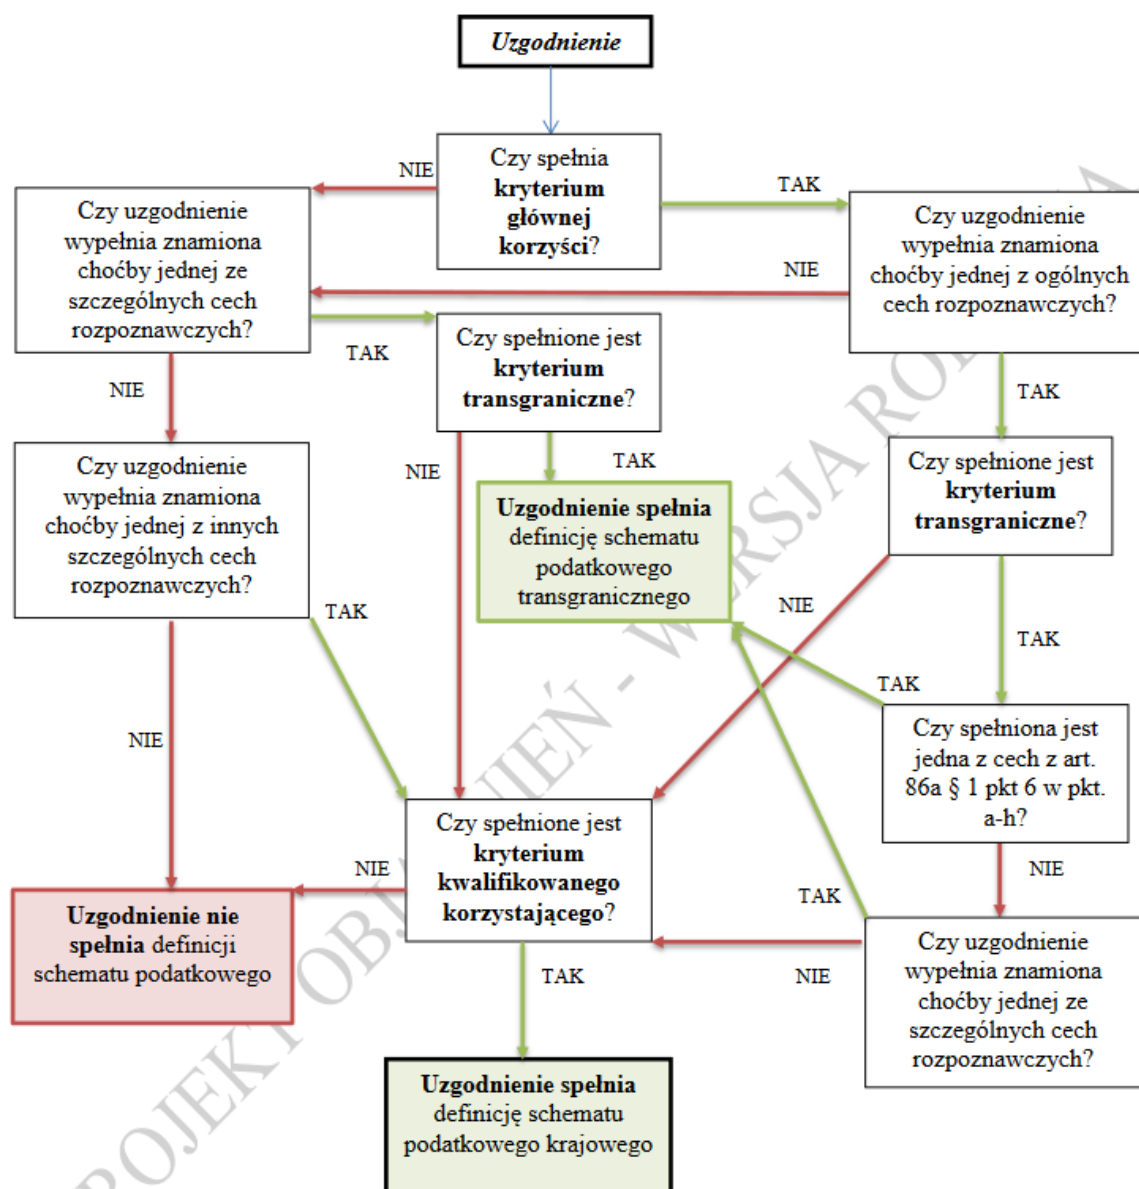 Uzgodnienie
Czy spełnia
kryterium
głównej
korzyści?
NIE
TAK
Czy uzgodnienie
wypełnia znamiona
choćby jednej ze
szczególnych cech
rozpoznawczych?
Czy uzgodnienie
wypełnia znamiona
choćby jednej z ogólnych
cech rozpoznawczych?
NIE
TAK
Czy spełnione jest
kryterium
transgraniczne?
NIE
TAK
Czy uzgodnienie
wypełnia znamiona
choćby jednej z innych
szczególnych cech
rozpoznawczych?
NIE
TAK
Uzgodnienie spełnia
definicję schematu
podatkowego
transgranicznego
Czy spełnione jest
kryterium
transgraniczne?
TAK
NIE
TAK
TAK
NIE
Czy spełniona jest
jedna z cech z art.
86a § 1 pkt 6 w pkt.
a-h?
Czy spełnione jest
kryterium
kwalifikowanego
korzystającego?
NIE
TAK
NIE
Uzgodnienie nie
spełnia definicji
schematu podatkowego
Czy uzgodnienie
wypełnia znamiona
choćby jednej ze
szczególnych cech
rozpoznawczych?
TAK
NIE
Uzgodnienie spełnia
definicję schematu
podatkowego krajowego